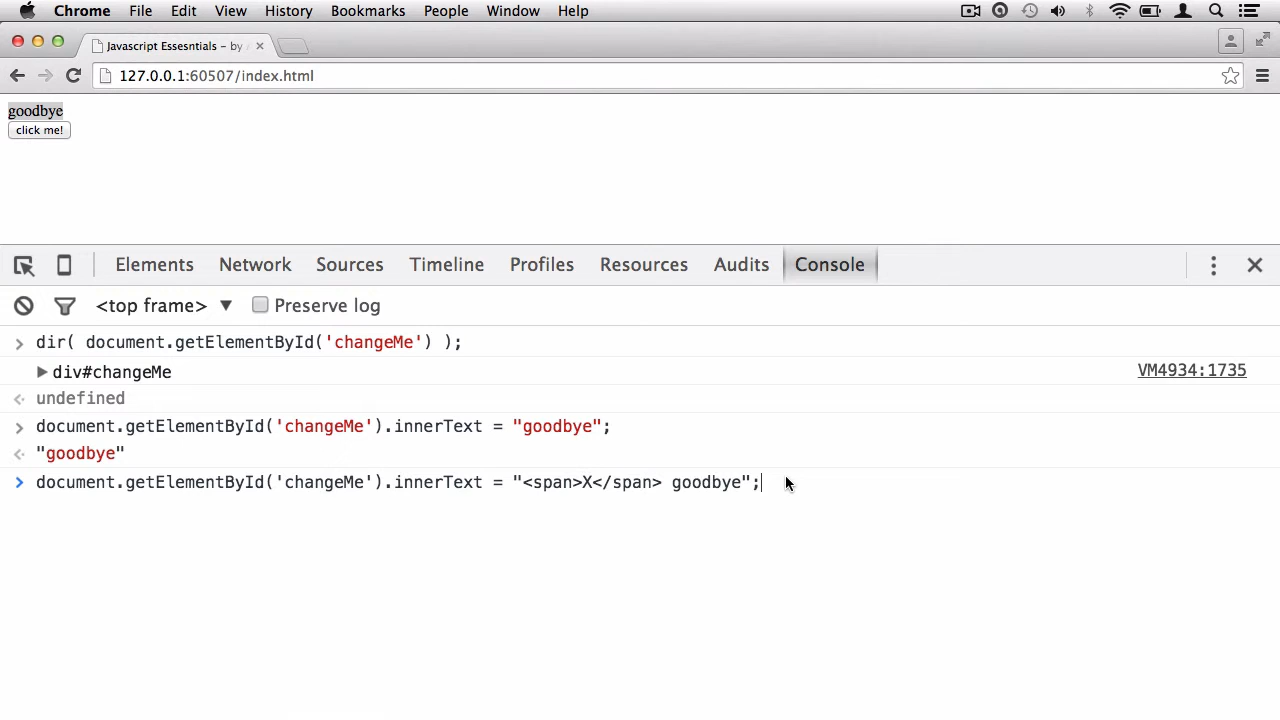 Chrome File Edit View History Bookmarks People Window Help
Javascript Essesntials – by
127.0.0.1:60507/index.html
goodbye
click me!
Elements Network Sources Timeline Profiles Resources Audits Console
<top frame> ▼ Preserve log
> dir( document.getElementById('changeMe') );
▶ div#changeMe VM4934:1735
undefined
> document.getElementById('changeMe').innerText = "goodbye";
"goodbye"
> document.getElementById('changeMe').innerText = "<span>X</span> goodbye";